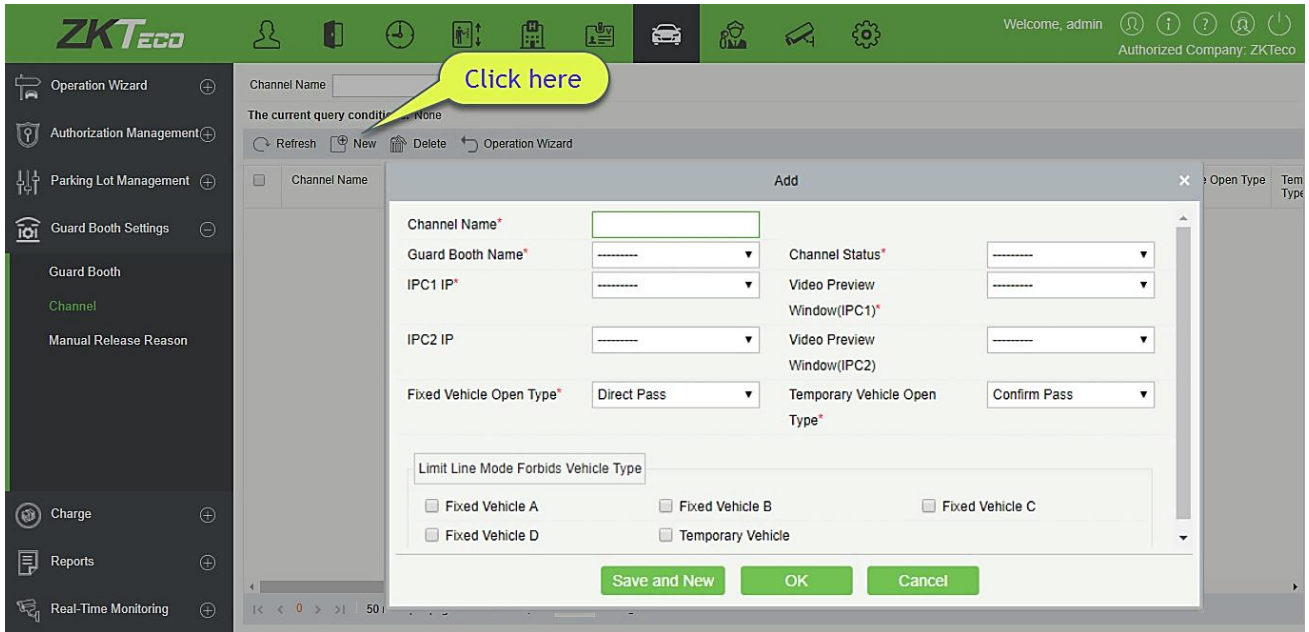 ZKTECO
Welcome, admin
Authorized Company: ZKTeco
Operation Wizard
Authorization Management
Parking Lot Management
Guard Booth Settings
Guard Booth
Channel
Manual Release Reason
Charge
Reports
Real-Time Monitoring
Channel Name
Click here
The current query conditi None
Refresh New Delete Operation Wizard
Channel Name
Open Type
Tem
Type
Add
Channel Name*
Guard Booth Name* --------- Channel Status* ---------
IPC1 IP* --------- Video Preview ---------
Window(IPC1)*
IPC2 IP --------- Video Preview ---------
Window(IPC2)
Fixed Vehicle Open Type* Direct Pass Temporary Vehicle Open Confirm Pass
Type*
Limit Line Mode Forbids Vehicle Type
Fixed Vehicle A Fixed Vehicle B Fixed Vehicle C
Fixed Vehicle D Temporary Vehicle
Save and New OK Cancel
|< < 0 > >| 50